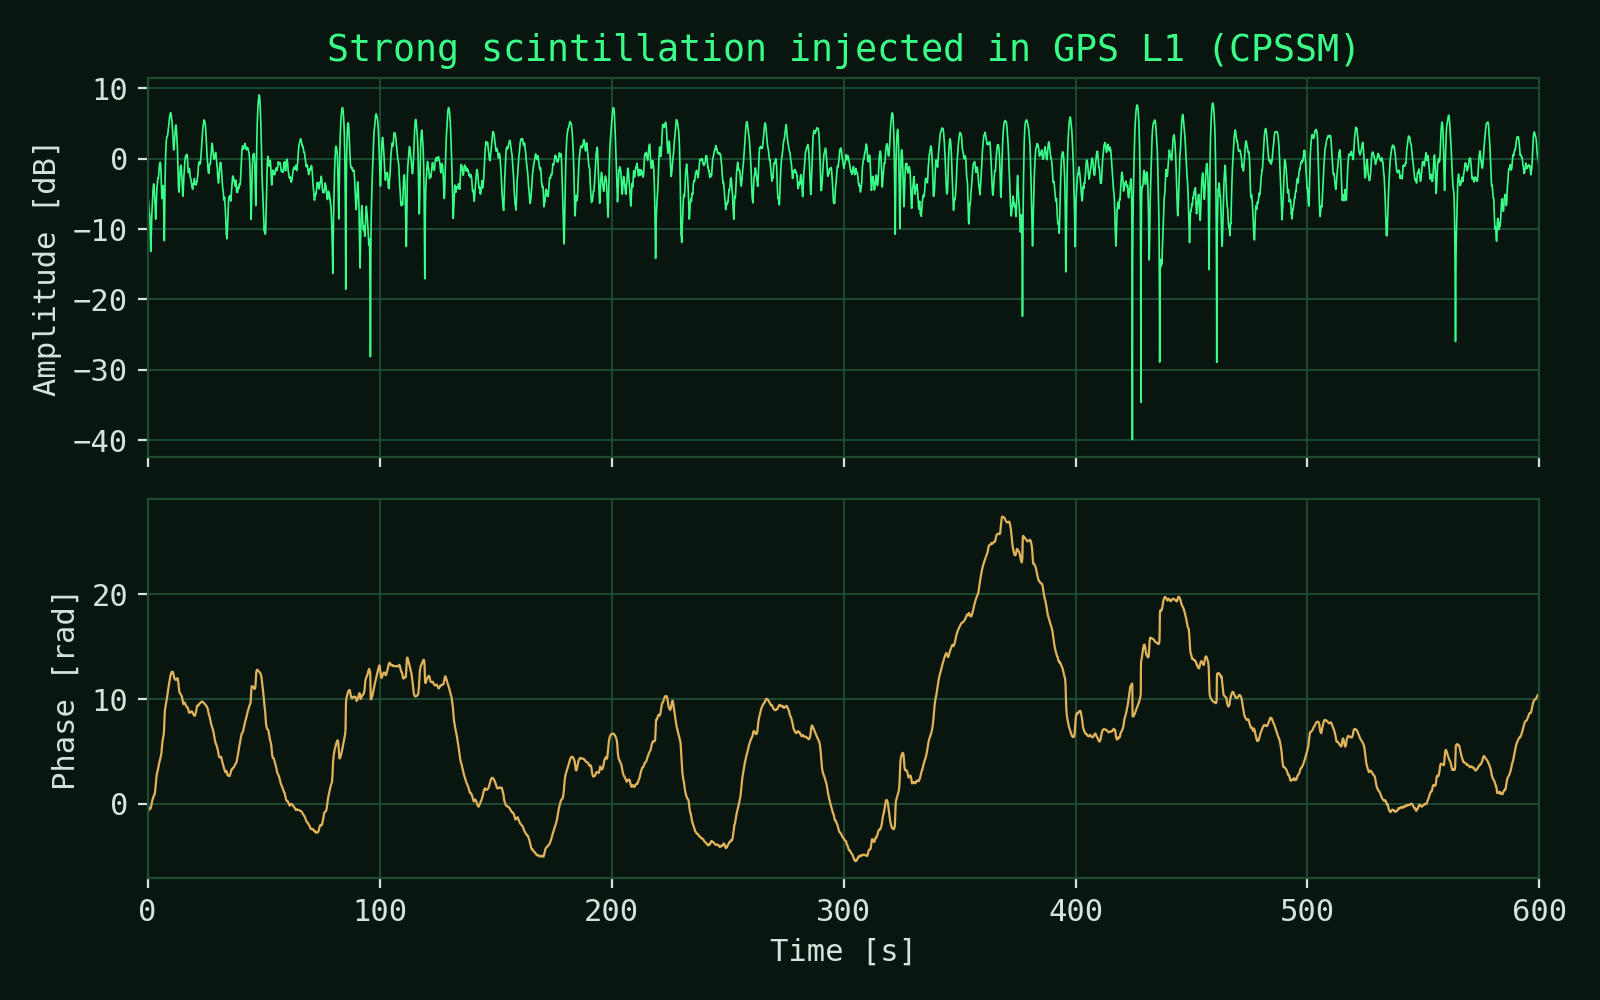 Strong scintillation injected in GPS L1 (CPSSM)
Amplitude [dB]
10
0
−10
−20
−30
−40
Phase [rad]
20
10
0
0 100 200 300 400 500 600
Time [s]